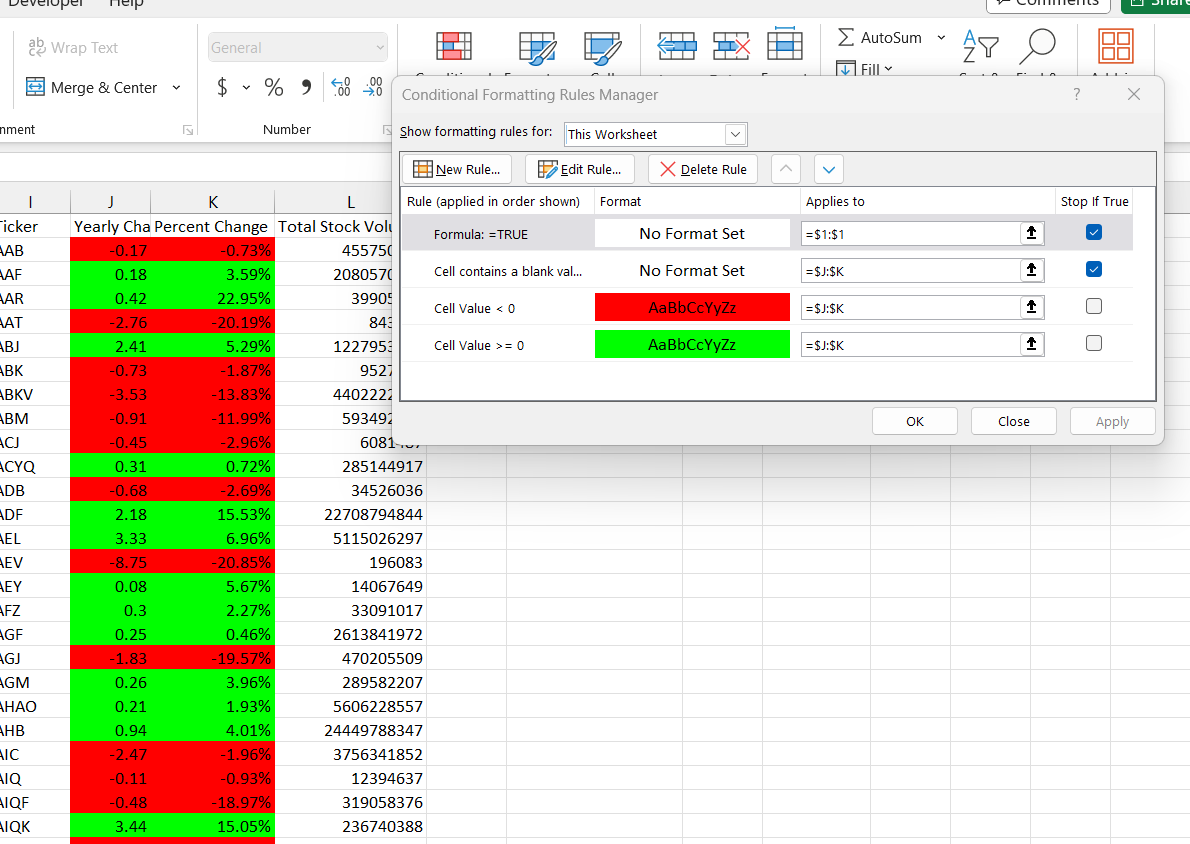 Developer Help
Comments
Share
Wrap Text
General
AutoSum
Merge & Center
$ % 9
Fill
Number
Conditional Formatting Rules Manager
Show formatting rules for: This Worksheet
New Rule... Edit Rule... Delete Rule
Rule (applied in order shown) Format Applies to Stop If True
Formula: =TRUE No Format Set =$1:$1
Cell contains a blank val... No Format Set =$J:$K
Cell Value < 0 AaBbCcYyZz =$J:$K
Cell Value >= 0 AaBbCcYyZz =$J:$K
OK Close Apply
I J K L
Ticker Yearly Cha Percent Change Total Stock Volu
AAB -0.17 -0.73% 455750
AAF 0.18 3.59% 2080570
AAR 0.42 22.95% 39905
AAT -2.76 -20.19% 843
ABJ 2.41 5.29% 1227953
ABK -0.73 -1.87% 9527
ABKV -3.53 -13.83% 4402222
ABM -0.91 -11.99% 593492
ACJ -0.45 -2.96%
ACYQ 0.31 0.72% 285144917
ADB -0.68 -2.69% 34526036
ADF 2.18 15.53% 22708794844
AEL 3.33 6.96% 5115026297
AEV -8.75 -20.85% 196083
AEY 0.08 5.67% 14067649
AFZ 0.3 2.27% 33091017
AGF 0.25 0.46% 2613841972
AGJ -1.83 -19.57% 470205509
AGM 0.26 3.96% 289582207
AHAO 0.21 1.93% 5606228557
AHB 0.94 4.01% 24449788347
AIC -2.47 -1.96% 3756341852
AIQ -0.11 -0.93% 12394637
AIQF -0.48 -18.97% 319058376
AIQK 3.44 15.05% 236740388